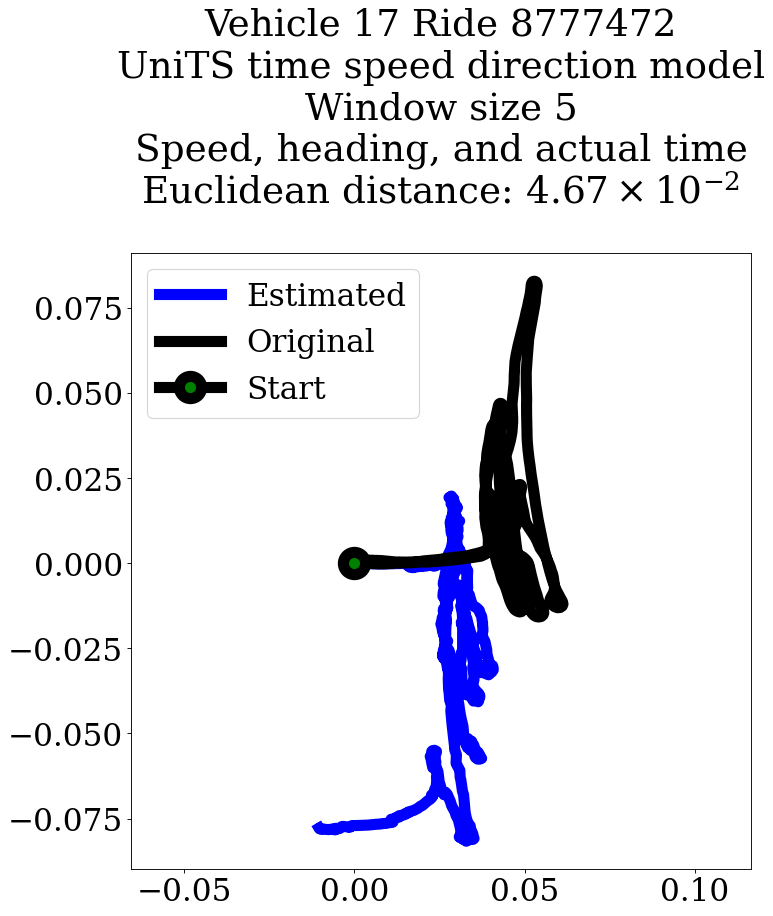 Vehicle 17 Ride 8777472
UniTS time speed direction model
Window size 5
Speed, heading, and actual time
Euclidean distance: 4.67 × 10⁻²
Estimated
Original
Start
0.075
0.050
0.025
0.000
−0.025
−0.050
−0.075
−0.05 0.00 0.05 0.10